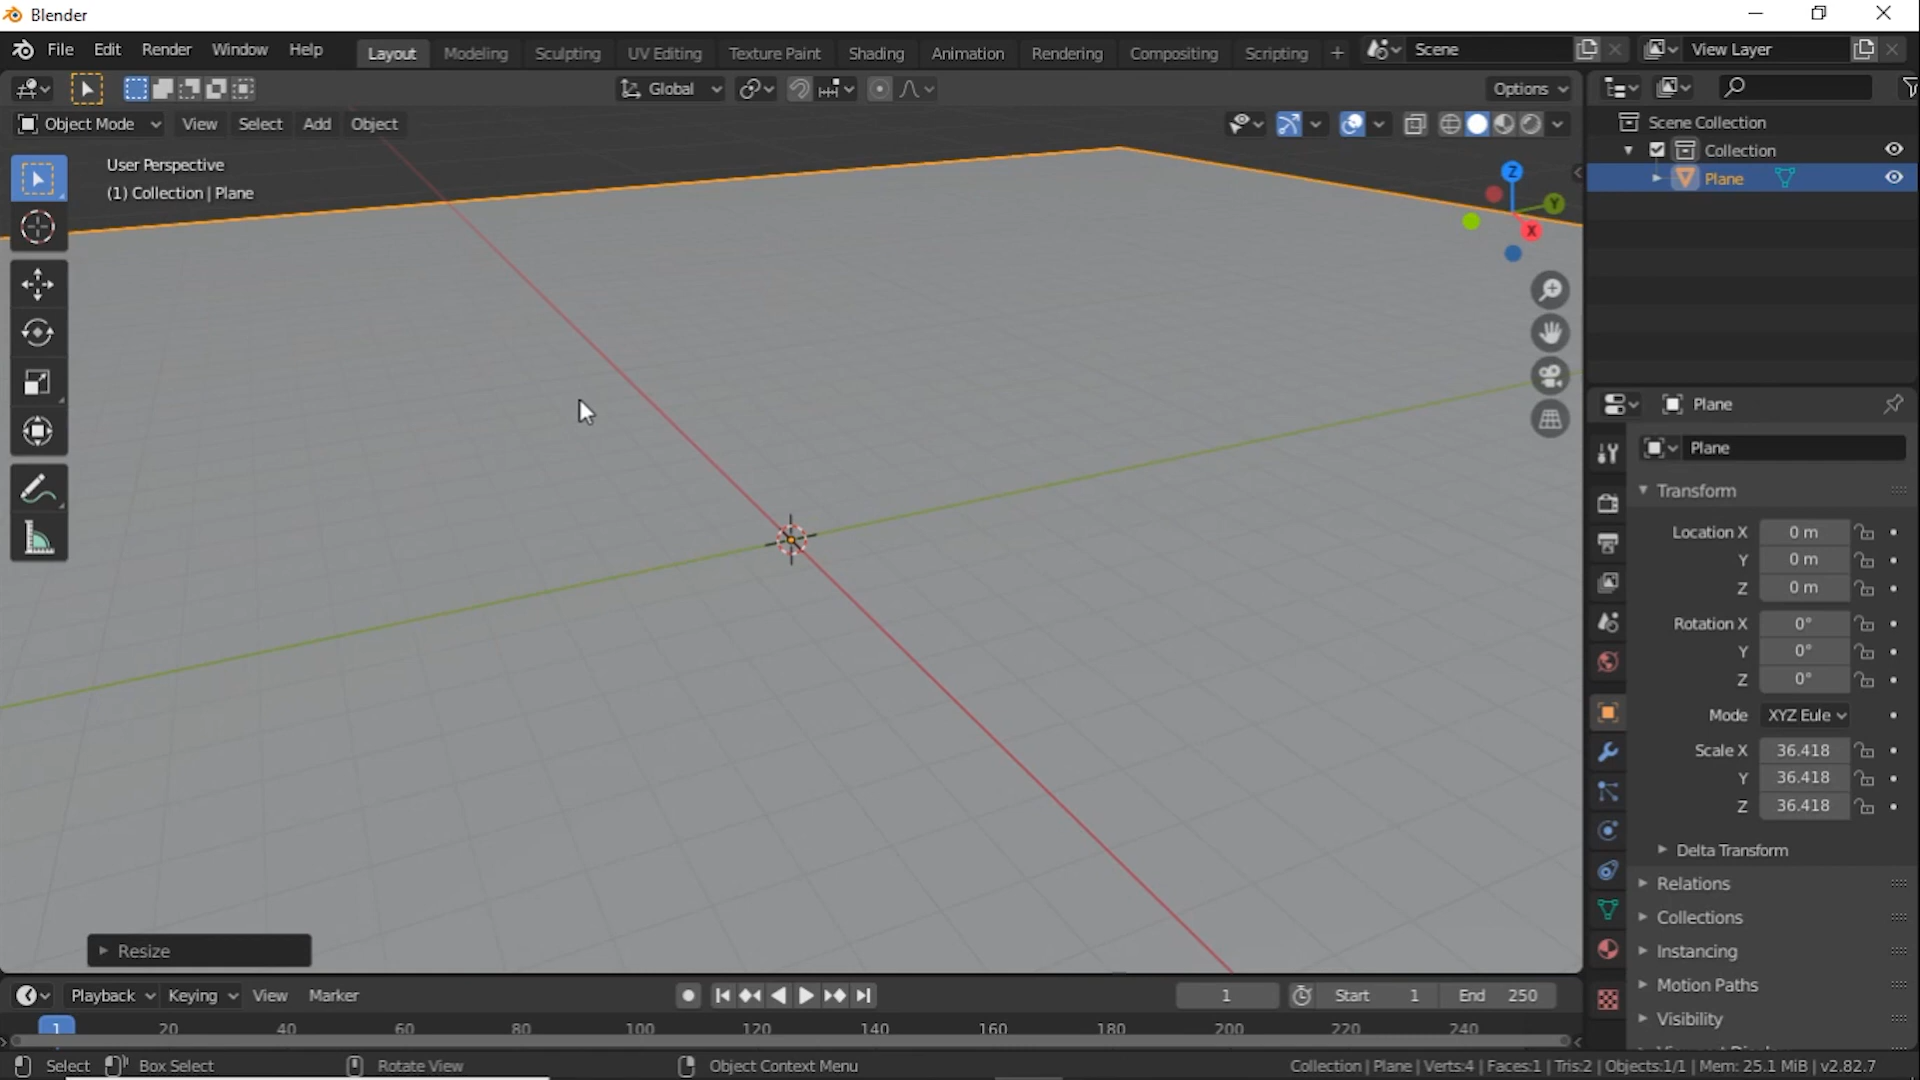 Blender
File Edit Render Window Help Layout Modeling Sculpting UV Editing Texture Paint Shading Animation Rendering Compositing Scripting + Scene View Layer
Global Options
Object Mode View Select Add Object
User Perspective
(1) Collection | Plane
Z
Y
X
Scene Collection
Collection
Plane
Plane
Plane
Transform
Location X 0 m
Y 0 m
Z 0 m
Rotation X 0°
Y 0°
Z 0°
Mode XYZ Eule
Scale X 36.418
Y 36.418
Z 36.418
Delta Transform
Relations
Collections
Instancing
Motion Paths
Visibility
Resize
Playback Keying View Marker 1 Start 1 End 250
1 20 40 60 80 100 120 140 160 180 200 220 240
Select Box Select Rotate View Object Context Menu Collection | Plane | Verts:4 | Faces:1 | Tris:2 | Objects:1/1 | Mem: 25.1 MiB | v2.82.7